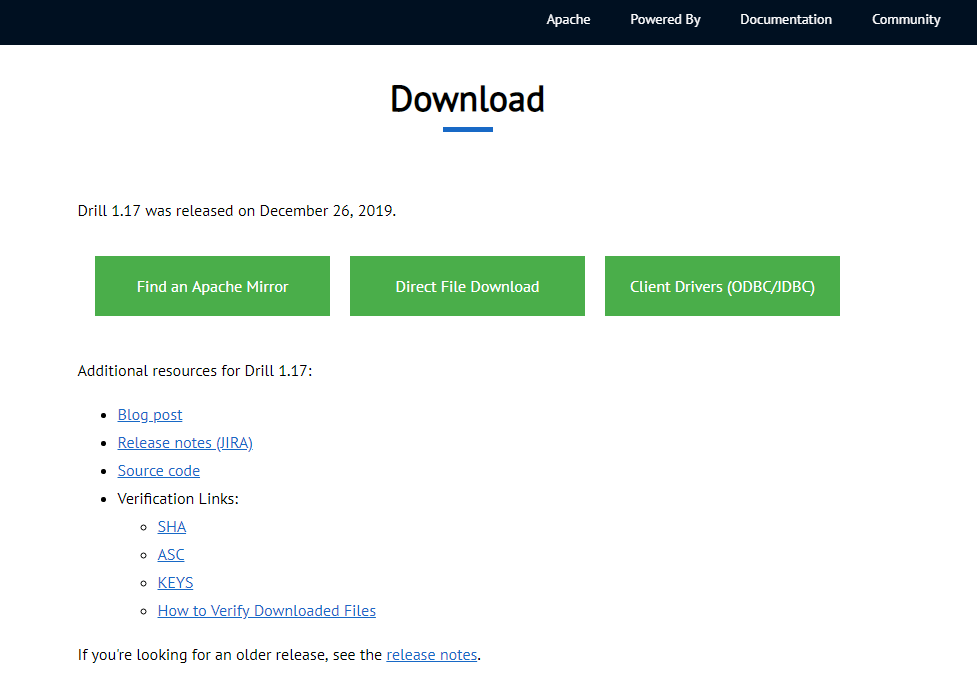 Apache Powered By Documentation Community
Download
Drill 1.17 was released on December 26, 2019.
Find an Apache Mirror Direct File Download Client Drivers (ODBC/JDBC)
Additional resources for Drill 1.17:
Blog post
Release notes (JIRA)
Source code
Verification Links:
SHA
ASC
KEYS
How to Verify Downloaded Files
If you're looking for an older release, see the release notes.